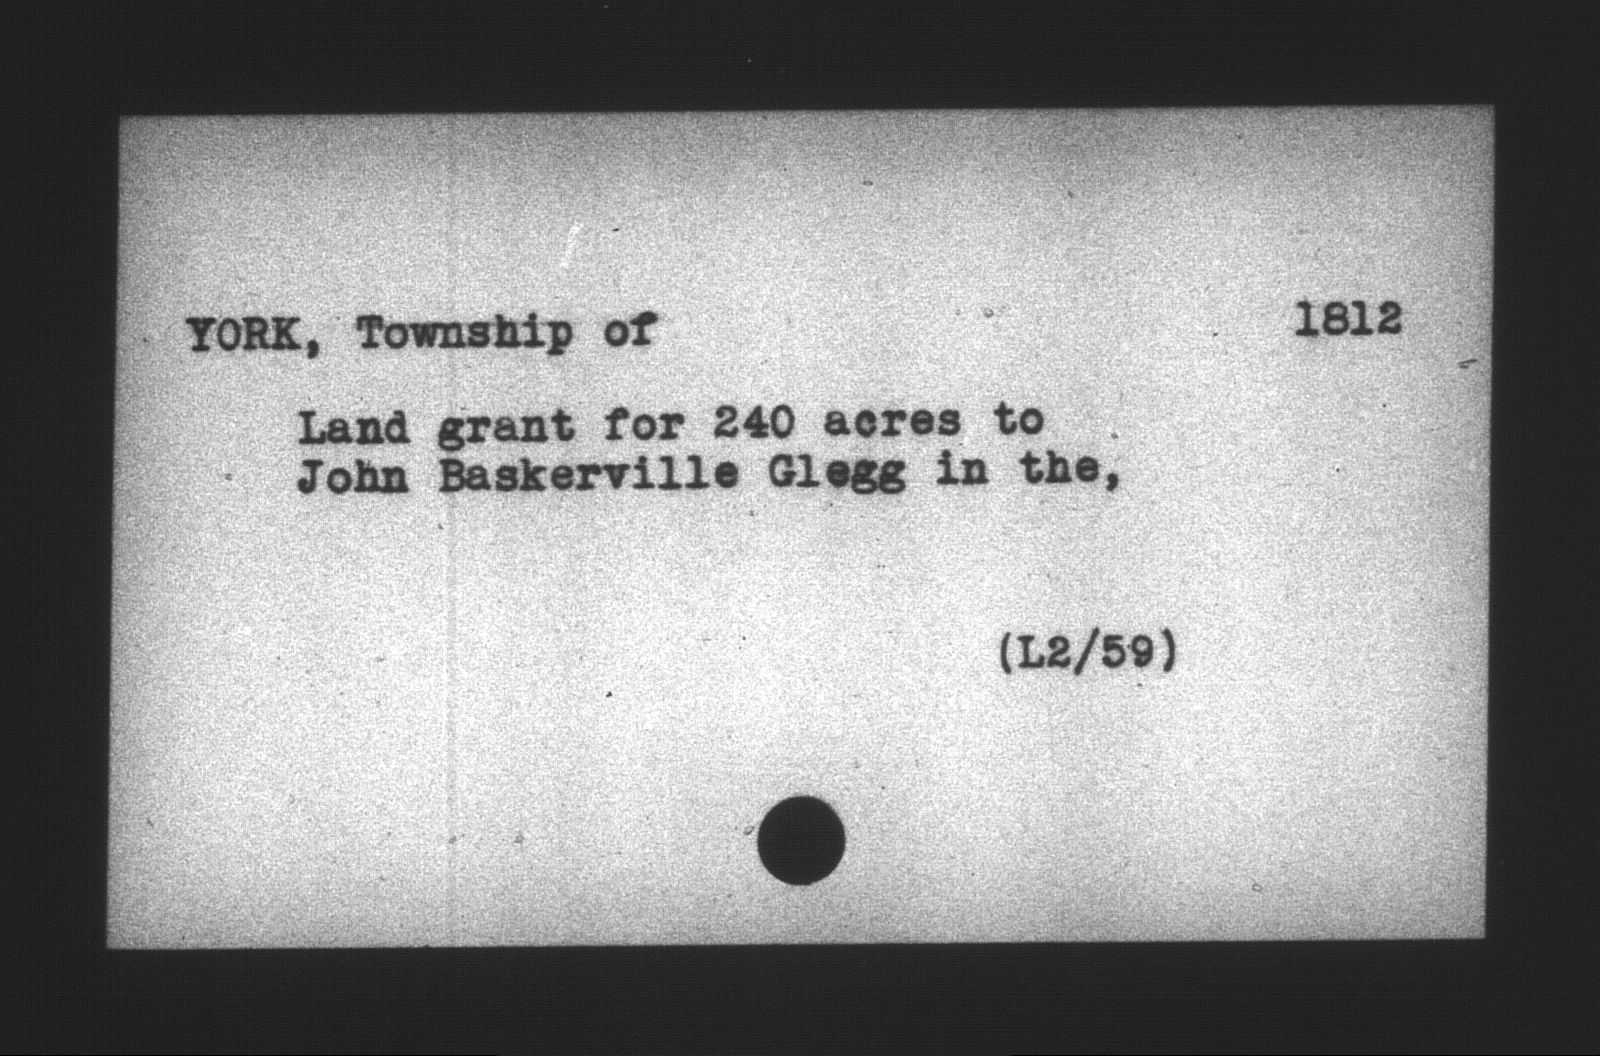 YORK, Township of 1812
Land grant for 240 acres to
John Baskerville Glegg in the,
(L2/59)